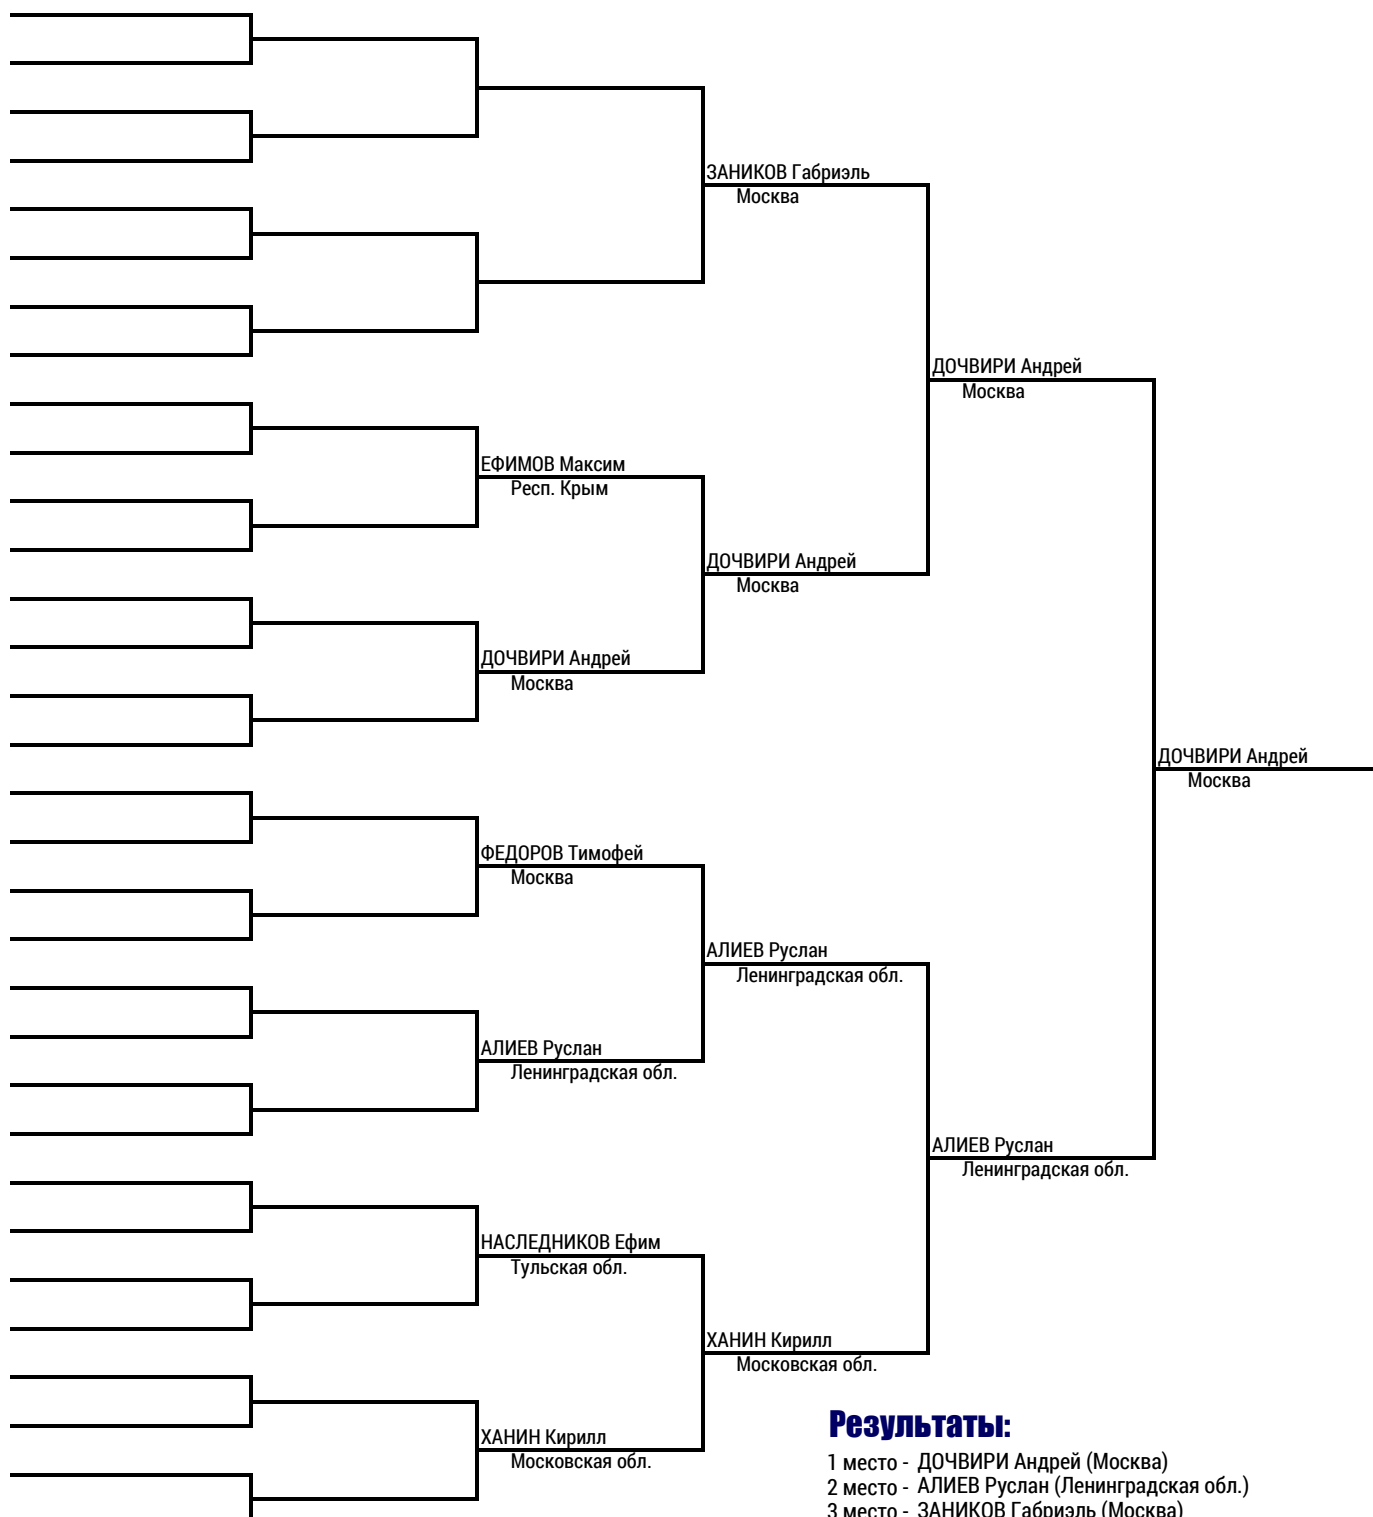 ЗАНИКОВ Габриэль
Москва
ДОЧВИРИ Андрей
Москва
ЕФИМОВ Максим
Респ. Крым
ДОЧВИРИ Андрей
Москва
ДОЧВИРИ Андрей
Москва
ДОЧВИРИ Андрей
Москва
ФЕДОРОВ Тимофей
Москва
АЛИЕВ Руслан
Ленинградская обл.
АЛИЕВ Руслан
Ленинградская обл.
АЛИЕВ Руслан
Ленинградская обл.
НАСЛЕДНИКОВ Ефим
Тульская обл.
ХАНИН Кирилл
Московская обл.
ХАНИН Кирилл
Московская обл.
Результаты:
1 место - ДОЧВИРИ Андрей (Москва)
2 место - АЛИЕВ Руслан (Ленинградская обл.)
3 место - ЗАНИКОВ Габриэль (Москва)